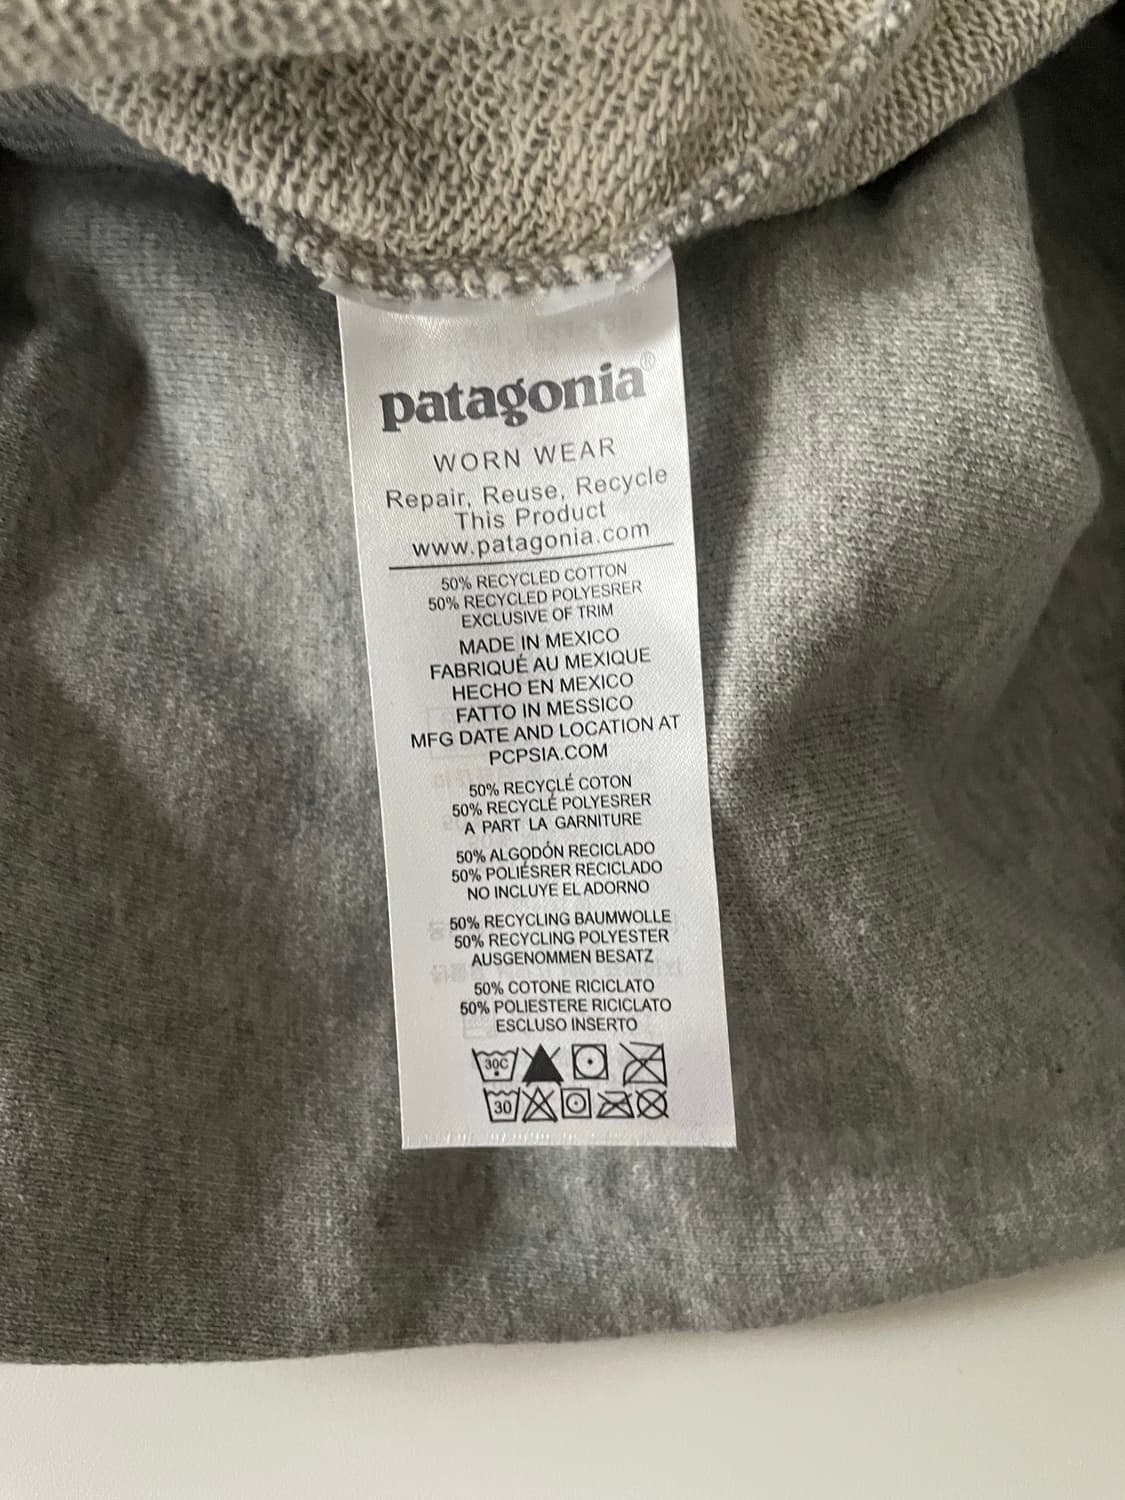 patagonia®
WORN WEAR
Repair, Reuse, Recycle
This Product
www.patagonia.com
50% RECYCLED COTTON
50% RECYCLED POLYESRER
EXCLUSIVE OF TRIM
MADE IN MEXICO
FABRIQUÉ AU MEXIQUE
HECHO EN MEXICO
FATTO IN MESSICO
MFG DATE AND LOCATION AT
PCPSIA.COM
50% RECYCLÉ COTON
50% RECYCLÉ POLYESRER
A PART LA GARNITURE
50% ALGODÓN RECICLADO
50% POLIÉSRER RECICLADO
NO INCLUYE EL ADORNO
50% RECYCLING BAUMWOLLE
50% RECYCLING POLYESTER
AUSGENOMMEN BESATZ
50% COTONE RICICLATO
50% POLIESTERE RICICLATO
ESCLUSO INSERTO
30C
30